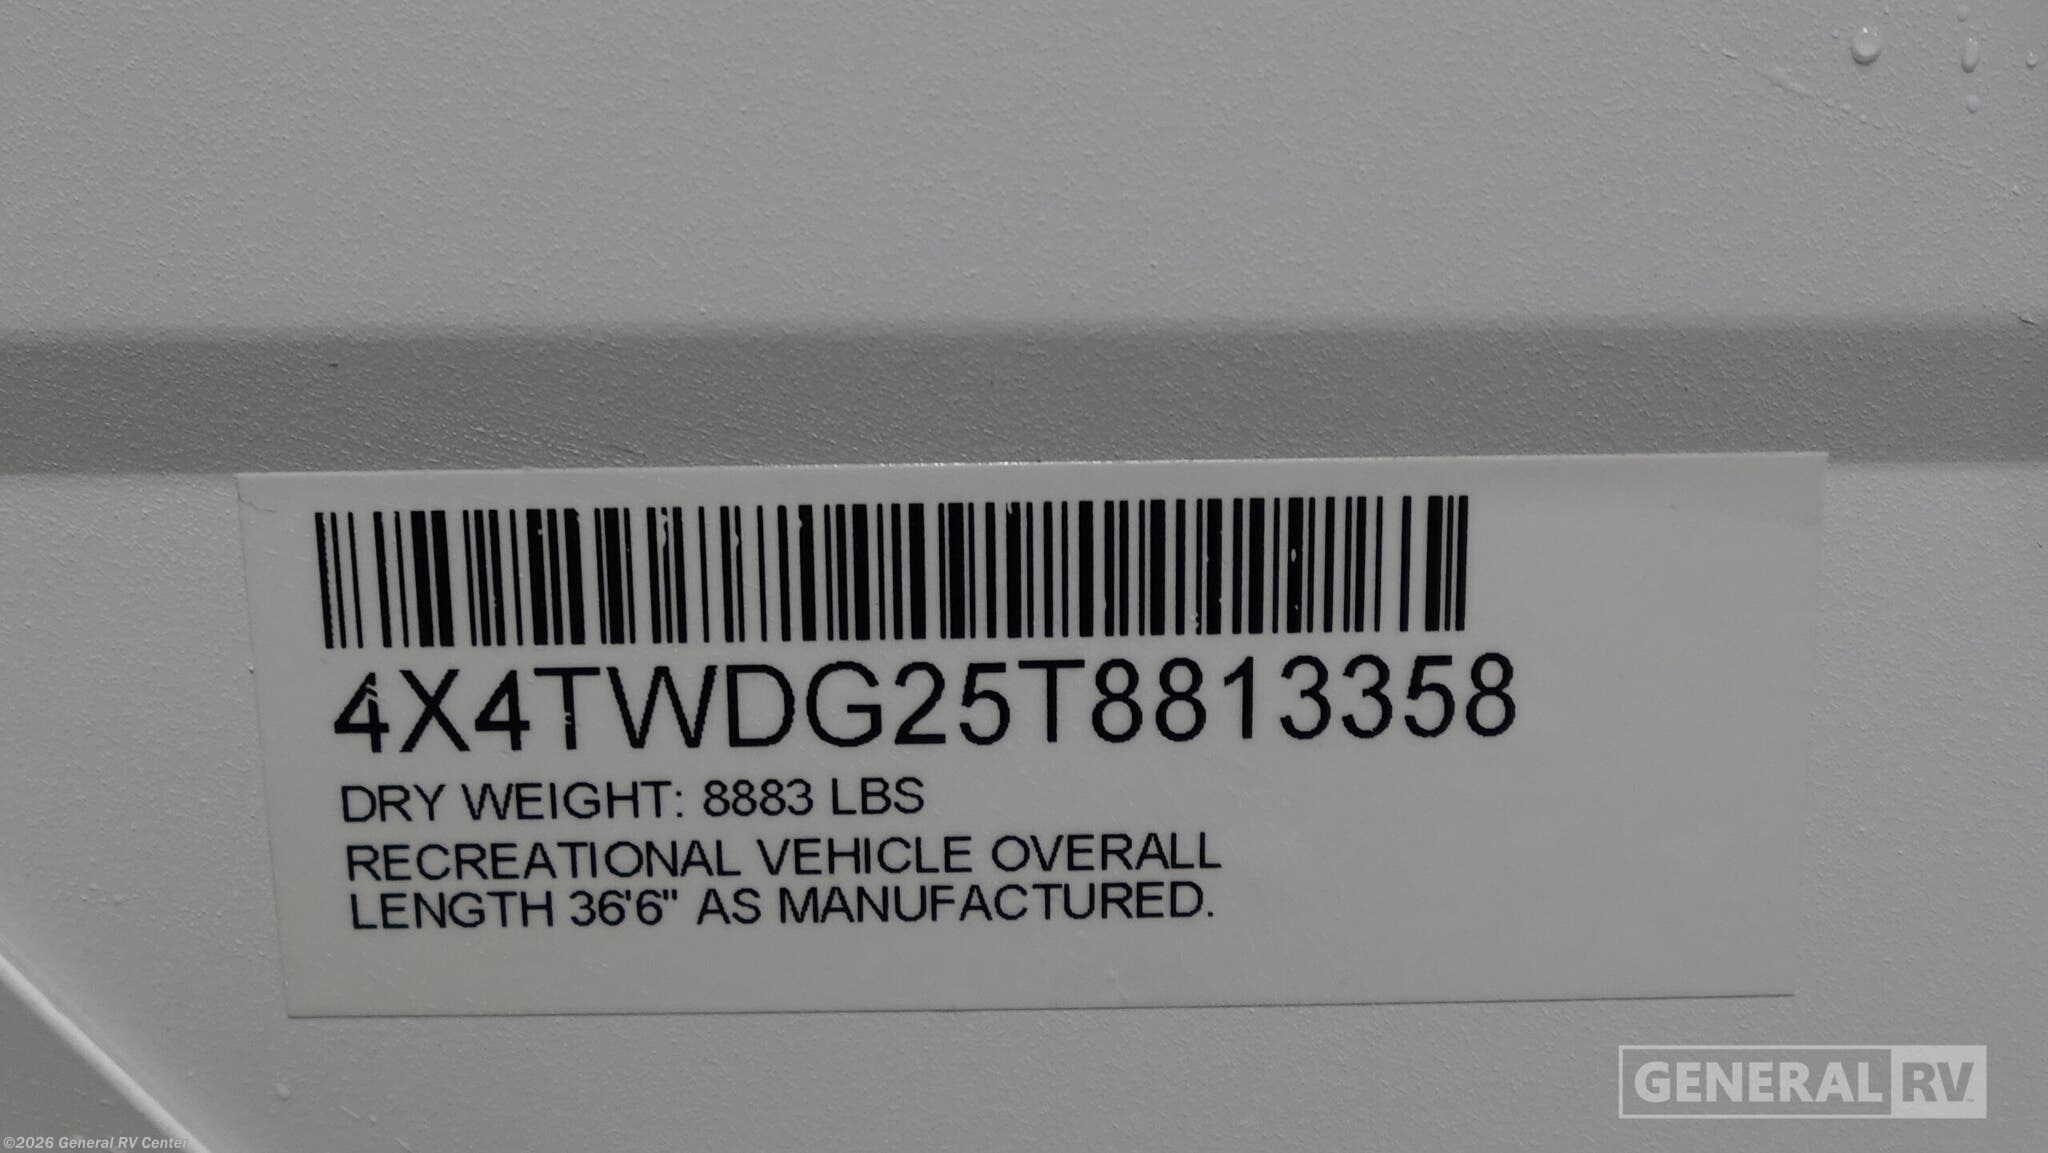 4X4TWDG25T8813358
DRY WEIGHT: 8883 LBS
RECREATIONAL VEHICLE OVERALL
LENGTH 36'6" AS MANUFACTURED.
GENERAL RV
©2026 General RV Center